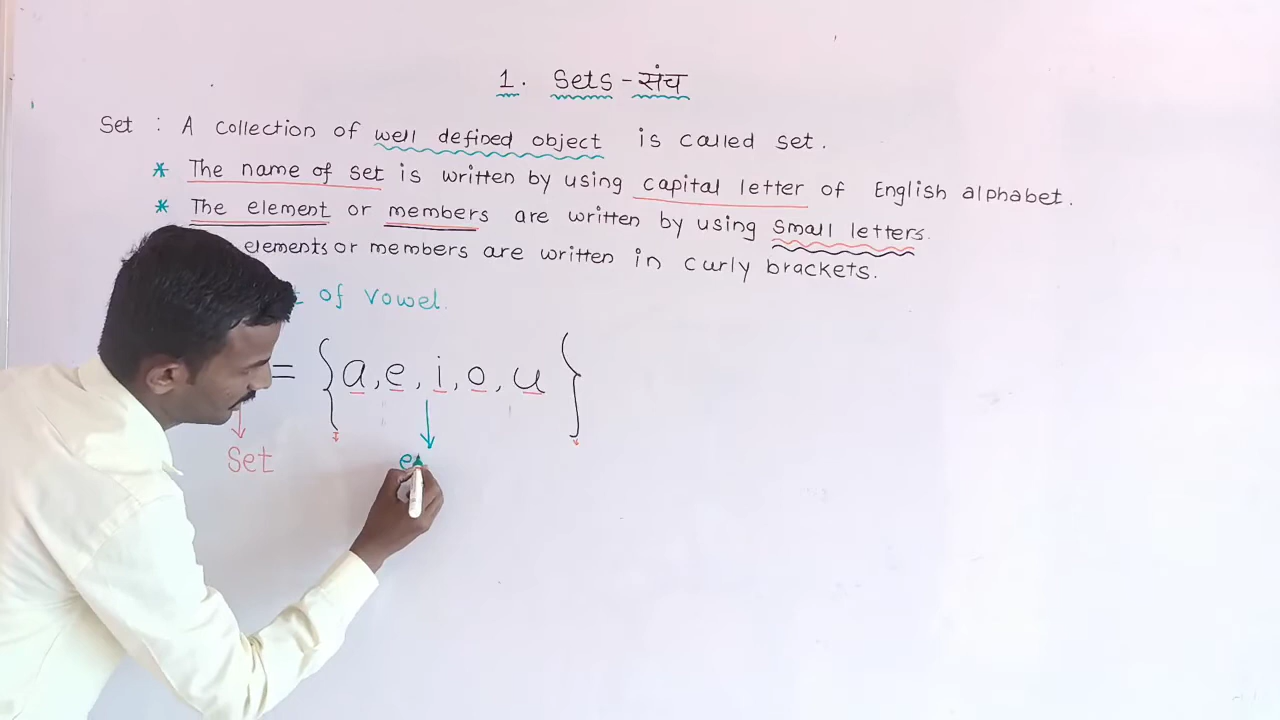 1. Sets - संच
Set : A collection of well defined object is called set.
* The name of set is written by using capital letter of English alphabet.
* The element or members are written by using small letters.
elements or members are written in curly brackets.
of vowel.
= {a, e, i, o, u}
Set